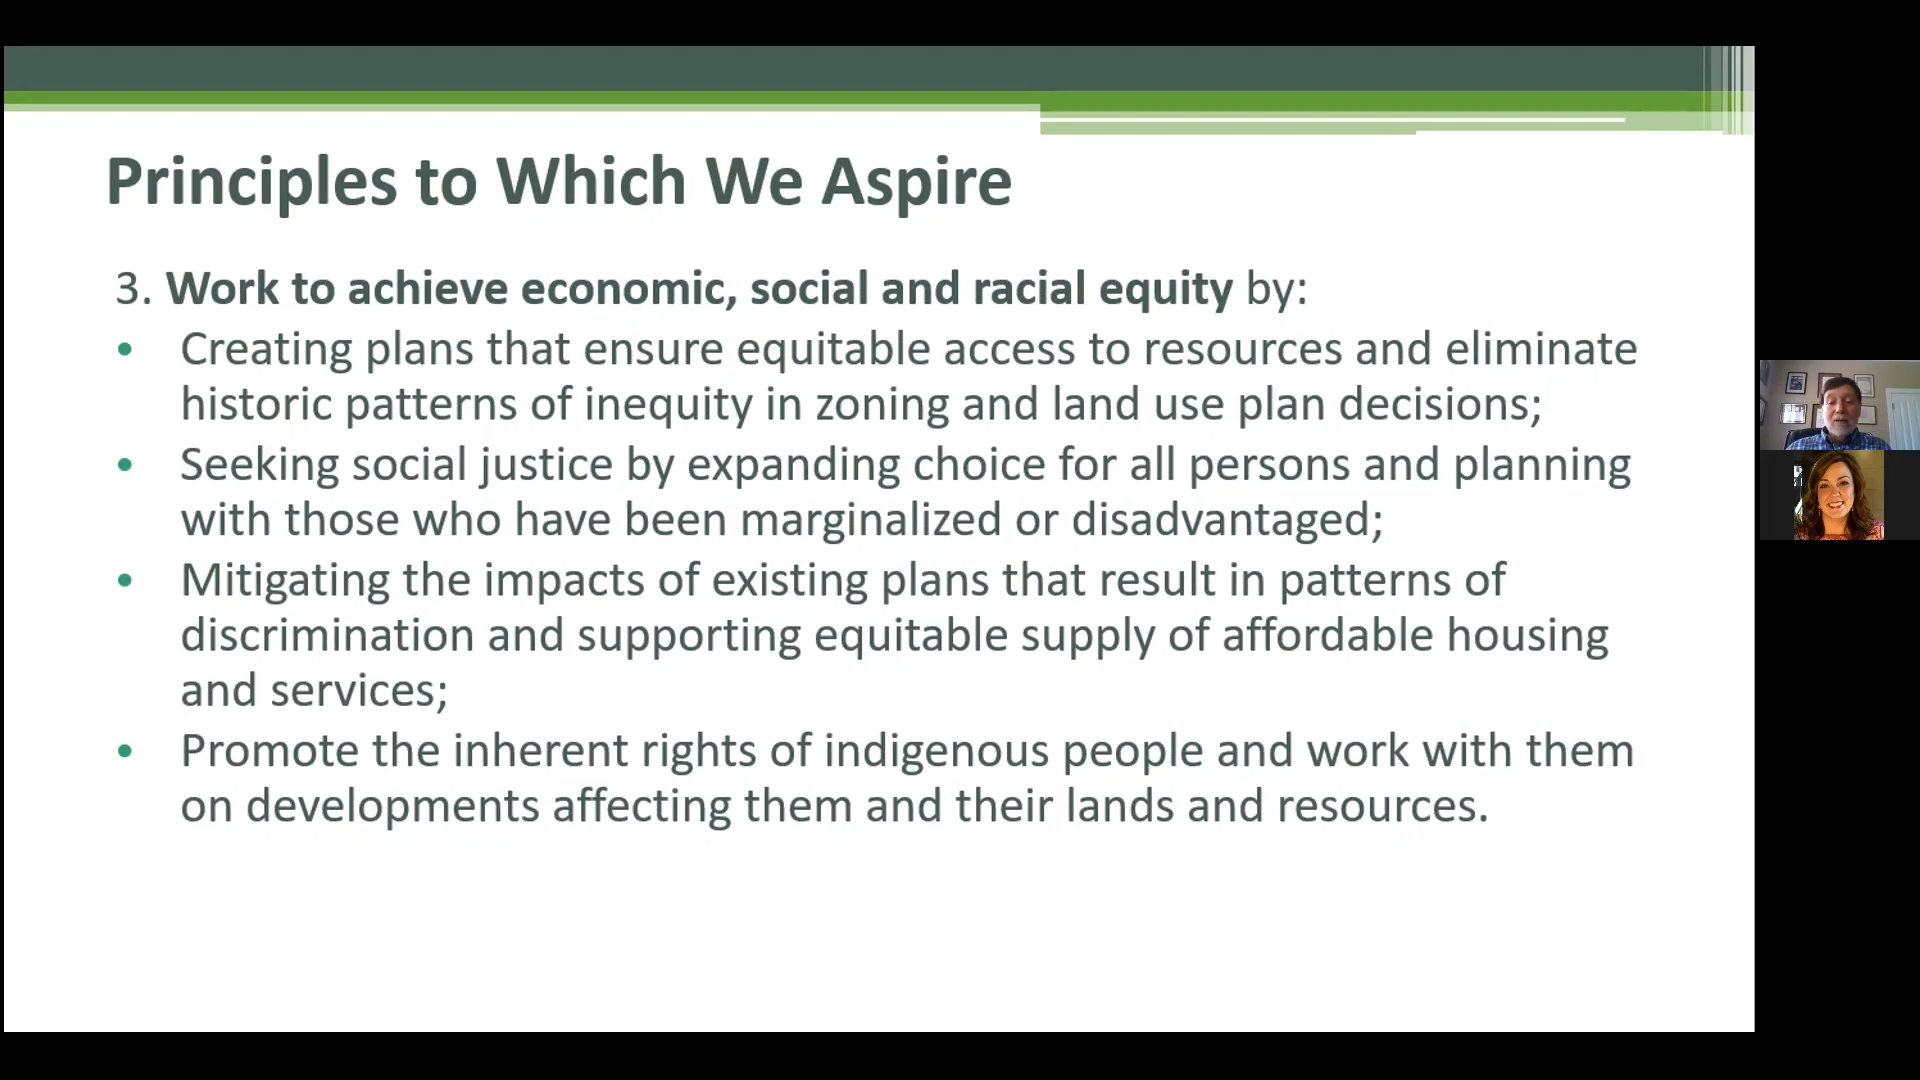 Principles to Which We Aspire
3. Work to achieve economic, social and racial equity by:
• Creating plans that ensure equitable access to resources and eliminate
historic patterns of inequity in zoning and land use plan decisions;
• Seeking social justice by expanding choice for all persons and planning
with those who have been marginalized or disadvantaged;
• Mitigating the impacts of existing plans that result in patterns of
discrimination and supporting equitable supply of affordable housing
and services;
• Promote the inherent rights of indigenous people and work with them
on developments affecting them and their lands and resources.